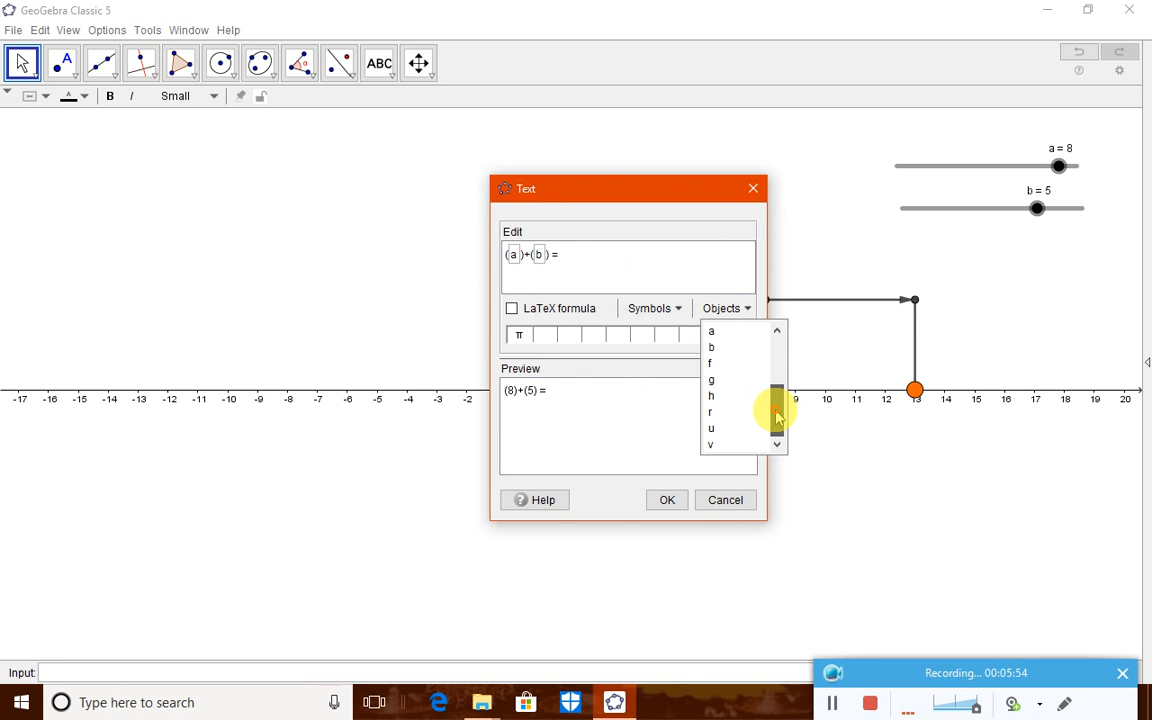 GeoGebra Classic 5
File Edit View Options Tools Window Help
A ABC
A B I Small
a = 8
b = 5
Text
Edit
(a)+(b) =
LaTeX formula Symbols Objects
π
a
b
f
g
h
r
u
v
Preview
(8)+(5) =
-17 -16 -15 -14 -13 -12 -11 -10 -9 -8 -7 -6 -5 -4 -3 -2 9 10 11 12 13 14 15 16 17 18 19 20
Help OK Cancel
Input:
Recording... 00:05:54
Type here to search